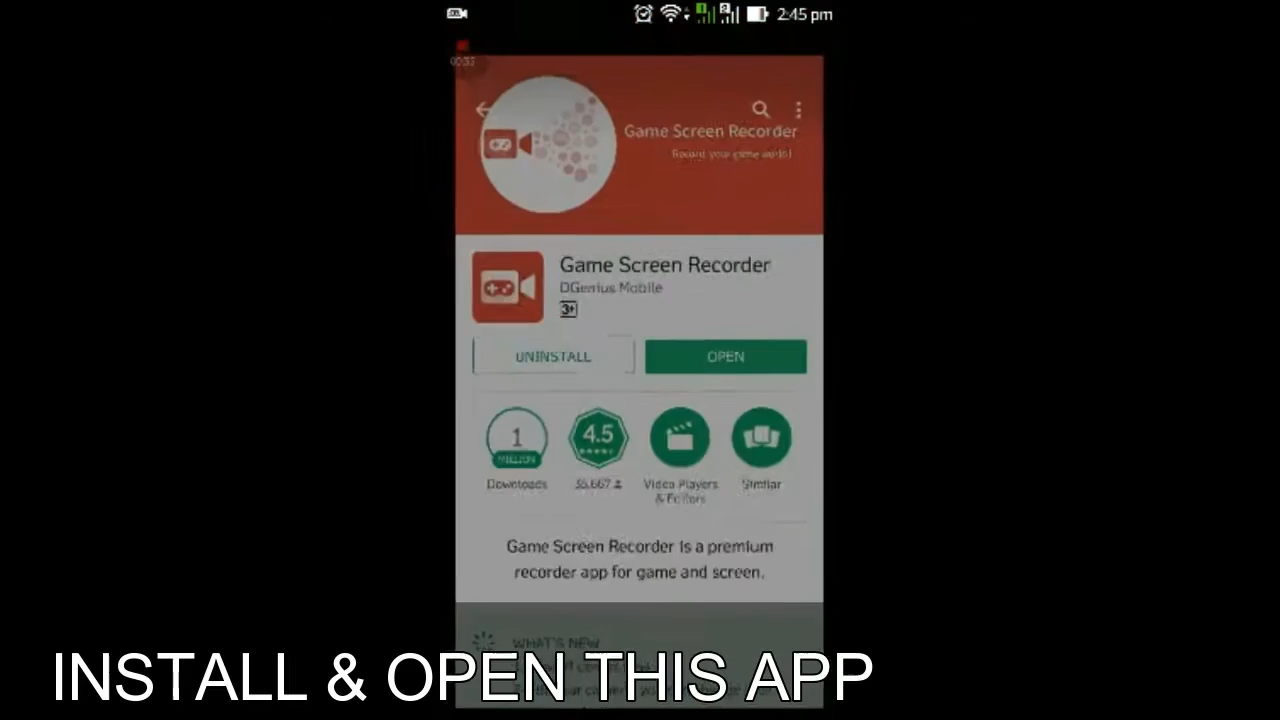 2:45 pm
Game Screen Recorder
Record your game world!
Game Screen Recorder
DGenius Mobile
3+
UNINSTALL
OPEN
1
MILLION
4.5
Downloads
35,667
Video Players
& Editors
Similar
Game Screen Recorder is a premium
recorder app for game and screen.
WHAT'S NEW
INSTALL & OPEN THIS APP